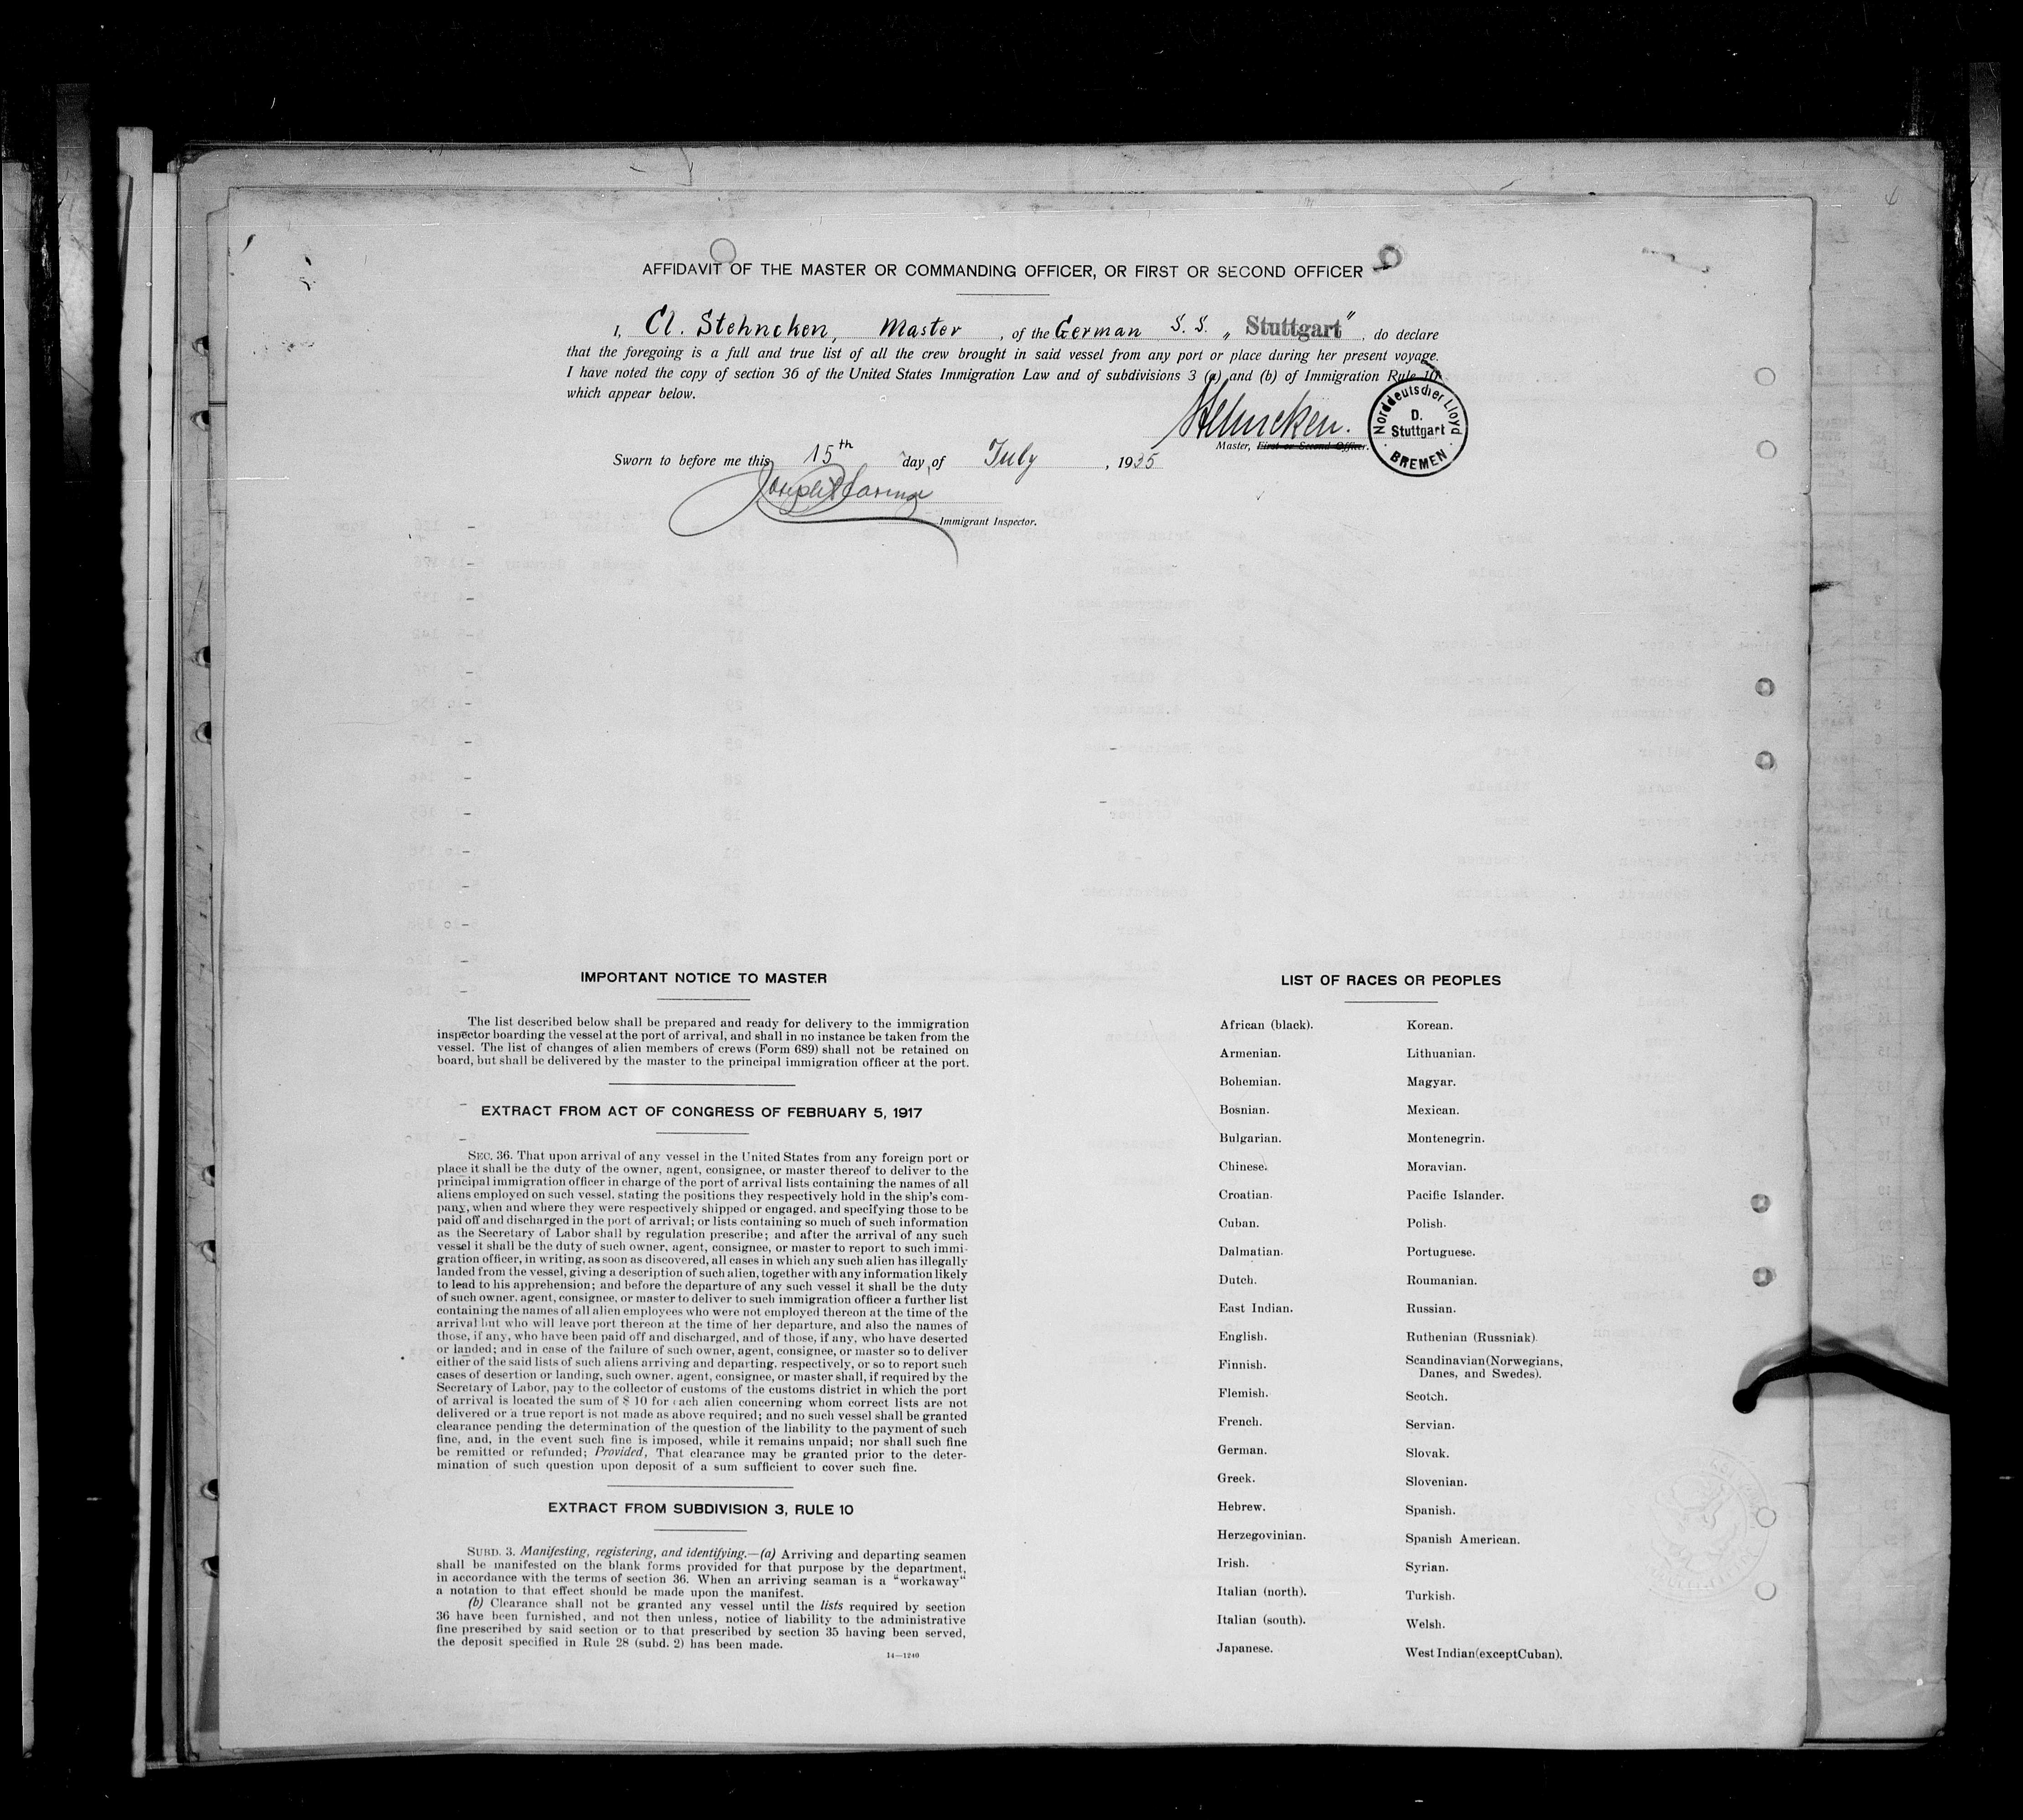 AFFIDAVIT OF THE MASTER OR COMMANDING OFFICER, OR FIRST OR SECOND OFFICER
I, Cl. Stehncken, Master, of the German S. S. „Stuttgart", do declare
that the foregoing is a full and true list of all the crew brought in said vessel from any port or place during her present voyage.
I have noted the copy of section 36 of the United States Immigration Law and of subdivisions 3 (a) and (b) of Immigration Rule 10
which appear below.
Stehncken.
Master, First or Second Officer.
Norddeutscher Lloyd
D.
Stuttgart
BREMEN
Sworn to before me this 15th day of July, 1935
Immigrant Inspector.
IMPORTANT NOTICE TO MASTER
The list described below shall be prepared and ready for delivery to the immigration
inspector boarding the vessel at the port of arrival, and shall in no instance be taken from the
vessel. The list of changes of alien members of crews (Form 689) shall not be retained on
board, but shall be delivered by the master to the principal immigration officer at the port.
EXTRACT FROM ACT OF CONGRESS OF FEBRUARY 5, 1917
SEC. 36. That upon arrival of any vessel in the United States from any foreign port or
place it shall be the duty of the owner, agent, consignee, or master thereof to deliver to the
principal immigration officer in charge of the port of arrival lists containing the names of all
aliens employed on such vessel, stating the positions they respectively hold in the ship's com-
pany, when and where they were respectively shipped or engaged, and specifying those to be
paid off and discharged in the port of arrival; or lists containing so much of such information
as the Secretary of Labor shall by regulation prescribe; and after the arrival of any such
vessel it shall be the duty of such owner, agent, consignee, or master to report to such immi-
gration officer, in writing, as soon as discovered, all cases in which any such alien has illegally
landed from the vessel, giving a description of such alien, together with any information likely
to lead to his apprehension; and before the departure of any such vessel it shall be the duty
of such owner, agent, consignee, or master to deliver to such immigration officer a further list
containing the names of all alien employees who were not employed thereon at the time of the
arrival but who will leave port thereon at the time of her departure, and also the names of
those, if any, who have been paid off and discharged, and of those, if any, who have deserted
or landed; and in case of the failure of such owner, agent, consignee, or master so to deliver
either of the said lists of such aliens arriving and departing, respectively, or so to report such
cases of desertion or landing, such owner, agent, consignee, or master shall, if required by the
Secretary of Labor, pay to the collector of customs of the customs district in which the port
of arrival is located the sum of $ 10 for each alien concerning whom correct lists are not
delivered or a true report is not made as above required; and no such vessel shall be granted
clearance pending the determination of the question of the liability to the payment of such
fine, and, in the event such fine is imposed, while it remains unpaid; nor shall such fine
be remitted or refunded; Provided, That clearance may be granted prior to the deter-
mination of such question upon deposit of a sum sufficient to cover such fine.
EXTRACT FROM SUBDIVISION 3, RULE 10
SUBD. 3. Manifesting, registering, and identifying.—(a) Arriving and departing seamen
shall be manifested on the blank forms provided for that purpose by the department,
in accordance with the terms of section 36. When an arriving seaman is a "workaway"
a notation to that effect should be made upon the manifest.
(b) Clearance shall not be granted any vessel until the lists required by section
36 have been furnished, and not then unless, notice of liability to the administrative
fine prescribed by said section or to that prescribed by section 35 having been served,
the deposit specified in Rule 28 (subd. 2) has been made.
14—1240
LIST OF RACES OR PEOPLES
African (black).
Armenian.
Bohemian.
Bosnian.
Bulgarian.
Chinese.
Croatian.
Cuban.
Dalmatian.
Dutch.
East Indian.
English.
Finnish.
Flemish.
French.
German.
Greek.
Hebrew.
Herzegovinian.
Irish.
Italian (north).
Italian (south).
Japanese.
Korean.
Lithuanian.
Magyar.
Mexican.
Montenegrin.
Moravian.
Pacific Islander.
Polish.
Portuguese.
Roumanian.
Russian.
Ruthenian (Russniak).
Scandinavian (Norwegians,
Danes, and Swedes).
Scotch.
Servian.
Slovak.
Slovenian.
Spanish.
Spanish American.
Syrian.
Turkish.
Welsh.
West Indian (except Cuban).